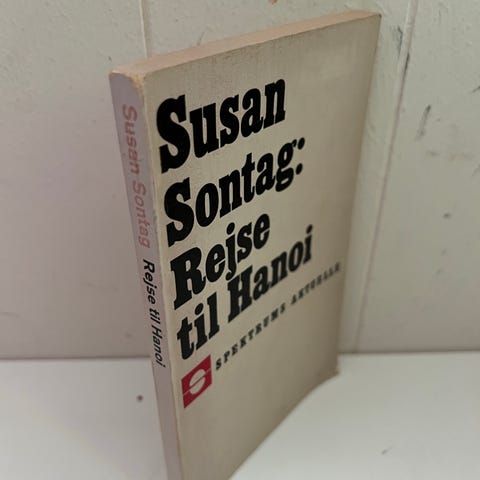 Susan
Sontag:
Rejse
til Hanoi
SPEKTRUMS AKTUELLE
Susan Sontag Rejse til Hanoi